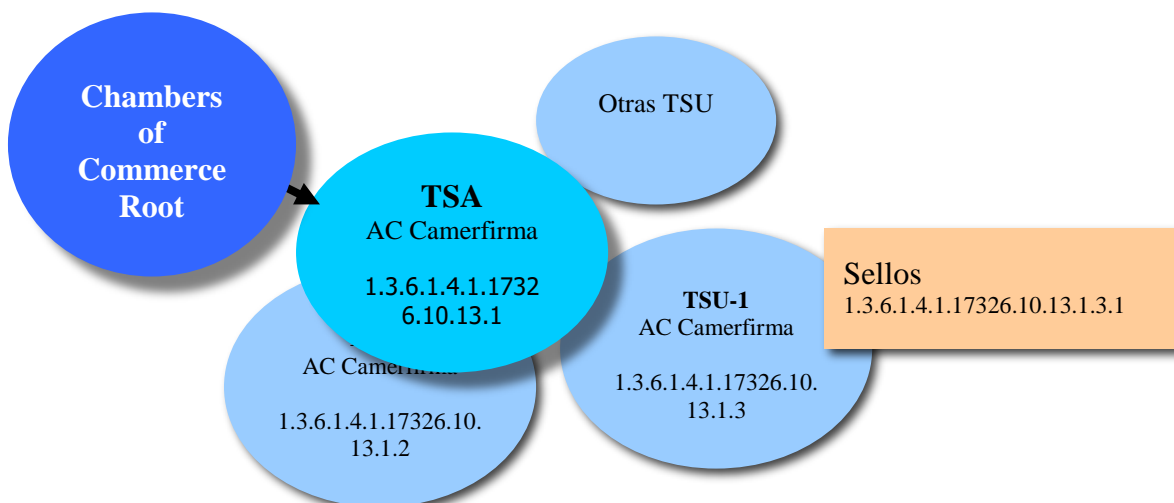 Chambers
of
Commerce
Root
Otras TSU
TSA
AC Camerfirma
1.3.6.1.4.1.1732
6.10.13.1
TSU-1
AC Camerfirma
1.3.6.1.4.1.17326.10.
13.1.3
Sellos
1.3.6.1.4.1.17326.10.13.1.3.1
AC Camerfirma
1.3.6.1.4.1.17326.10.
13.1.2